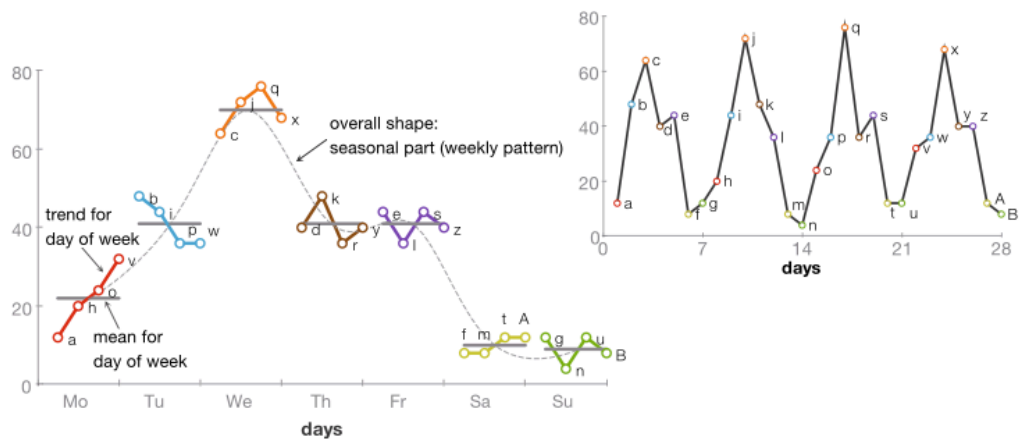 80
60
40
20
0
Mo
Tu
We
Th
Fr
Sa
Su
days
trend for
day of week
mean for
day of week
overall shape:
seasonal part (weekly pattern)
a
h
o
v
b
i
p
w
c
j
q
x
d
k
r
y
e
l
s
z
f
m
t
A
g
n
u
B
80
60
40
20
0
0
7
14
21
28
days
a
b
c
d
e
f
g
h
i
j
k
l
m
n
o
p
q
r
s
t
u
v
w
x
y
z
A
B